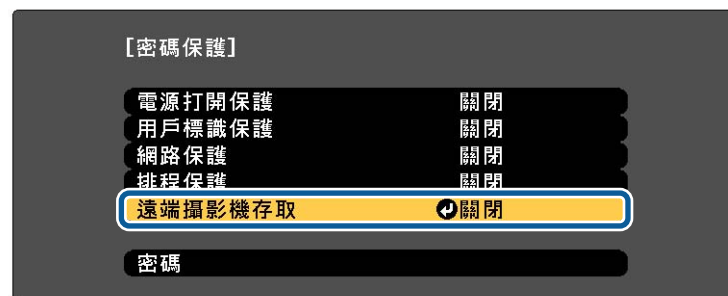 [密碼保護]
電源打開保護 關閉
用戶標識保護 關閉
網路保護 關閉
排程保護 關閉
遠端攝影機存取 關閉
密碼